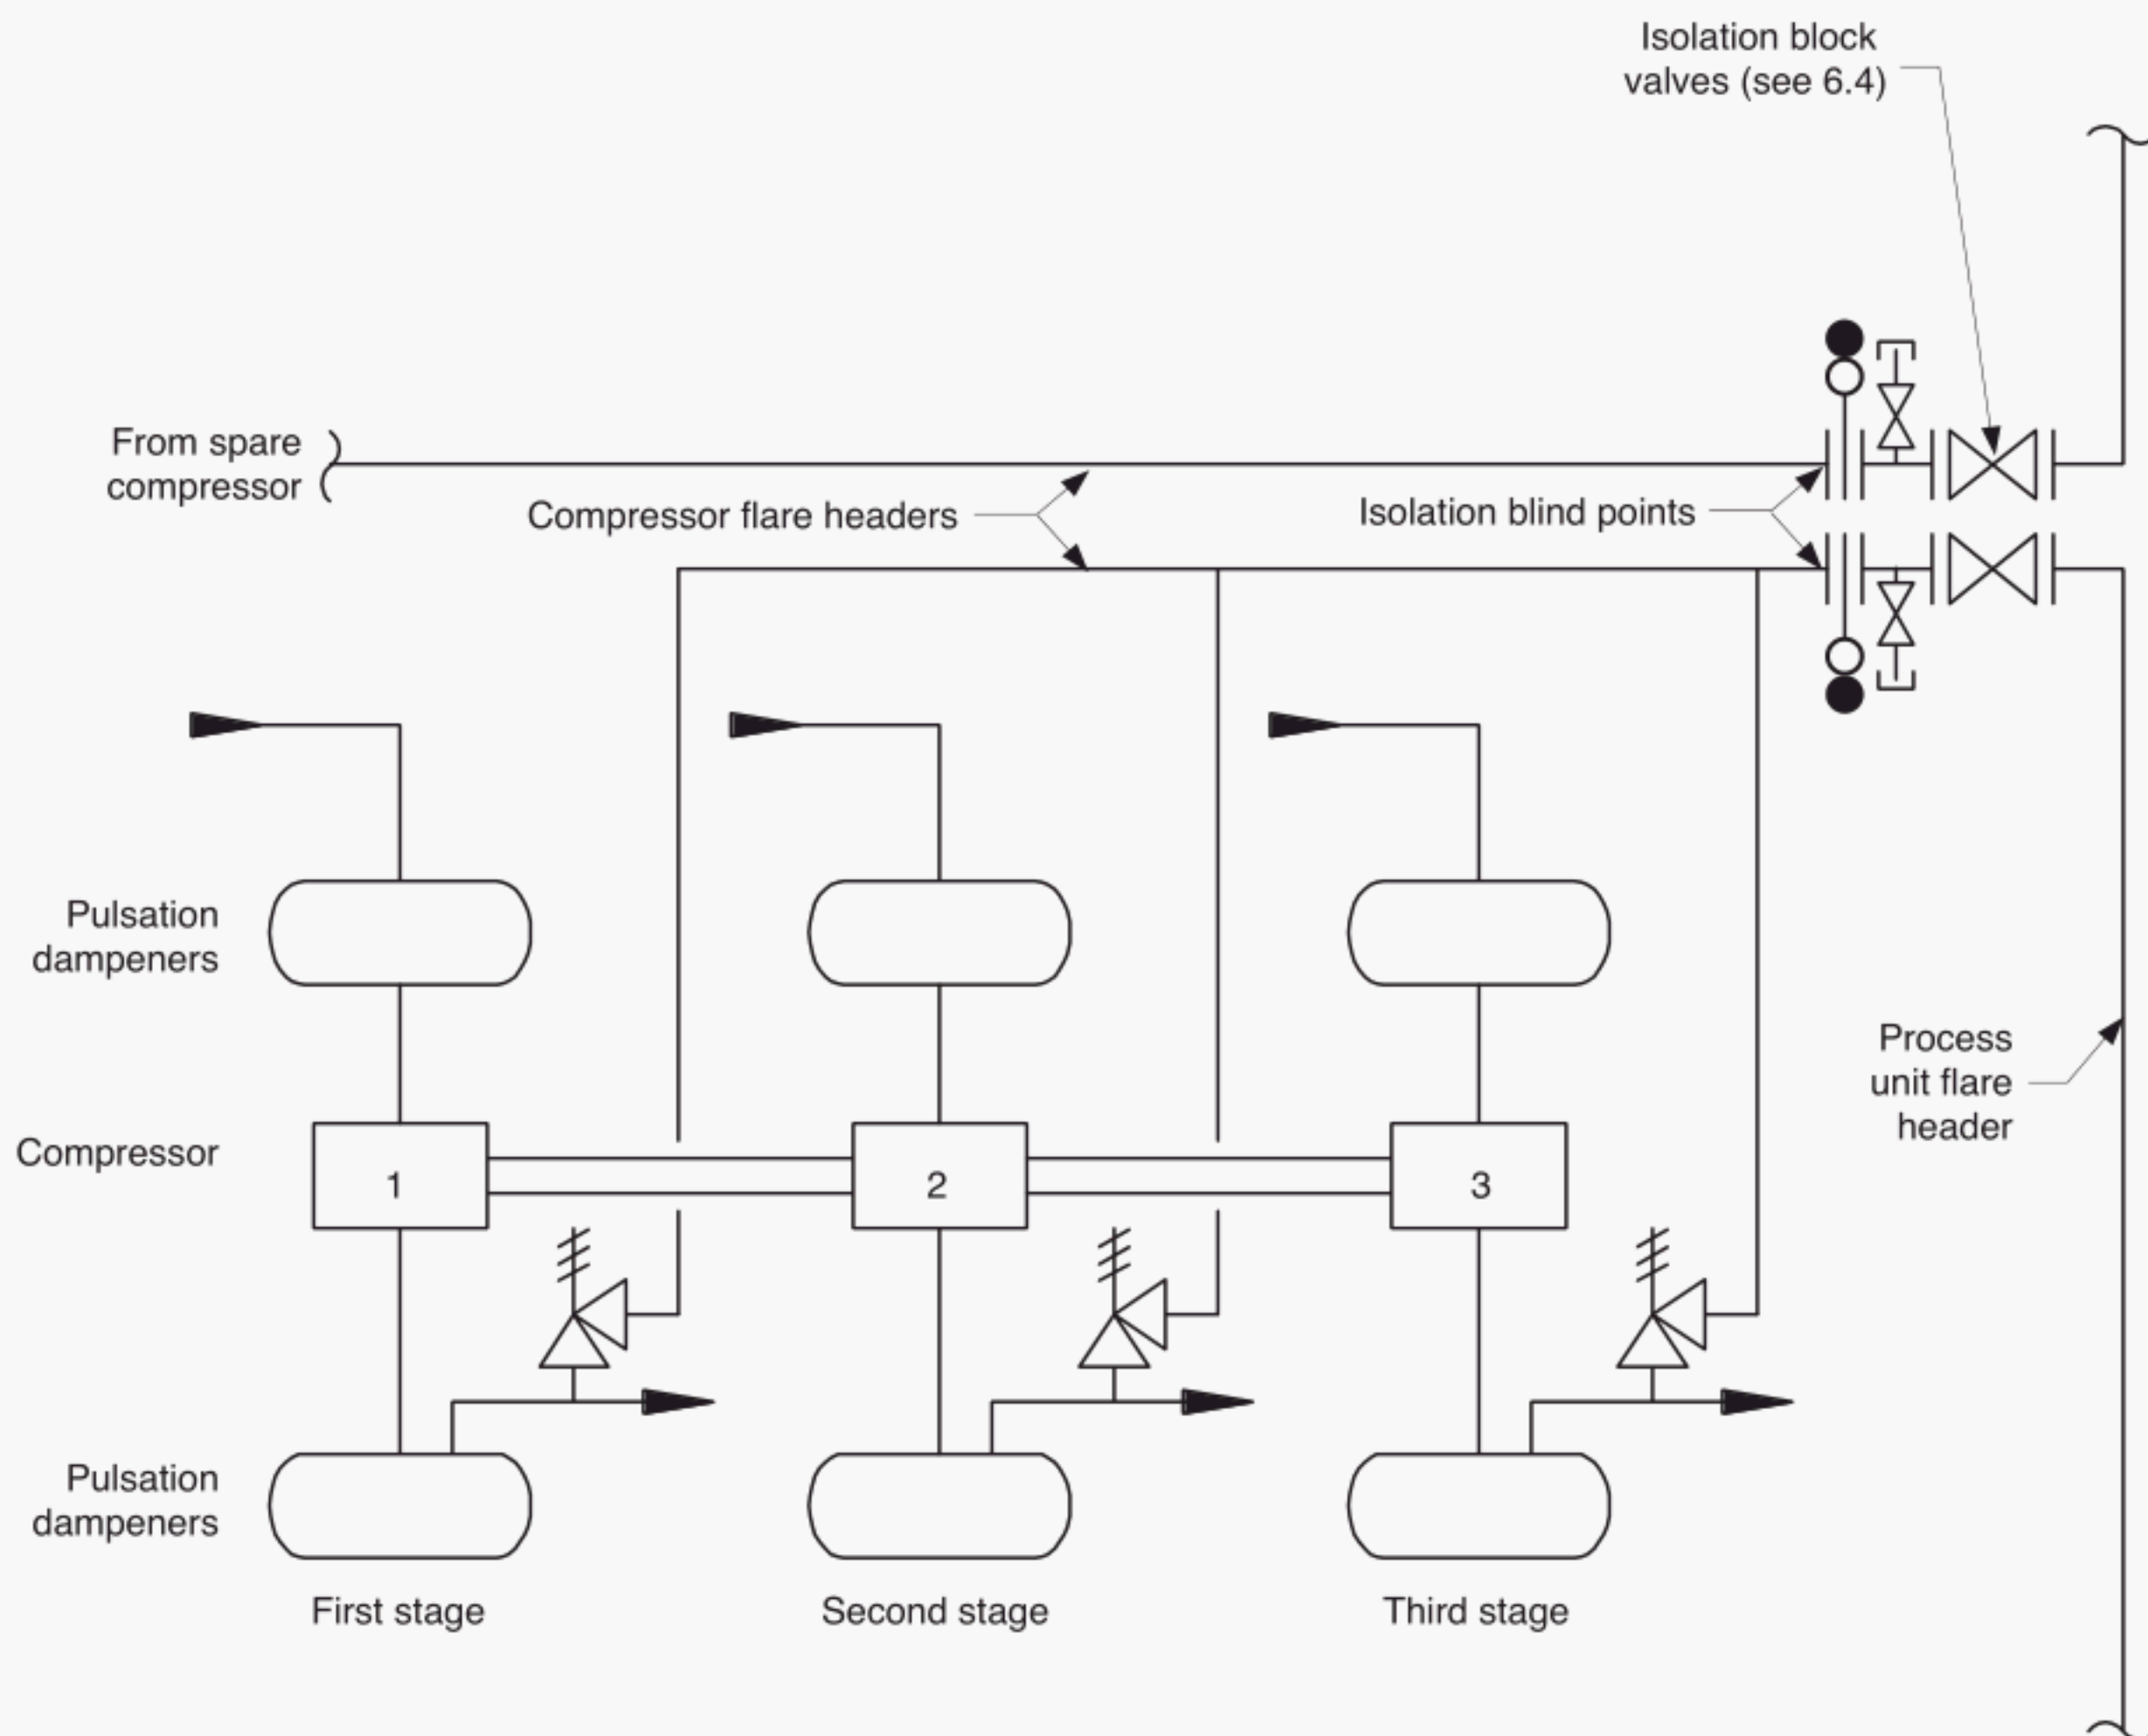 Isolation block
valves (see 6.4)
From spare
compressor
Compressor flare headers
Isolation blind points
Pulsation
dampeners
Process
unit flare
header
Compressor
1
2
3
Pulsation
dampeners
First stage
Second stage
Third stage